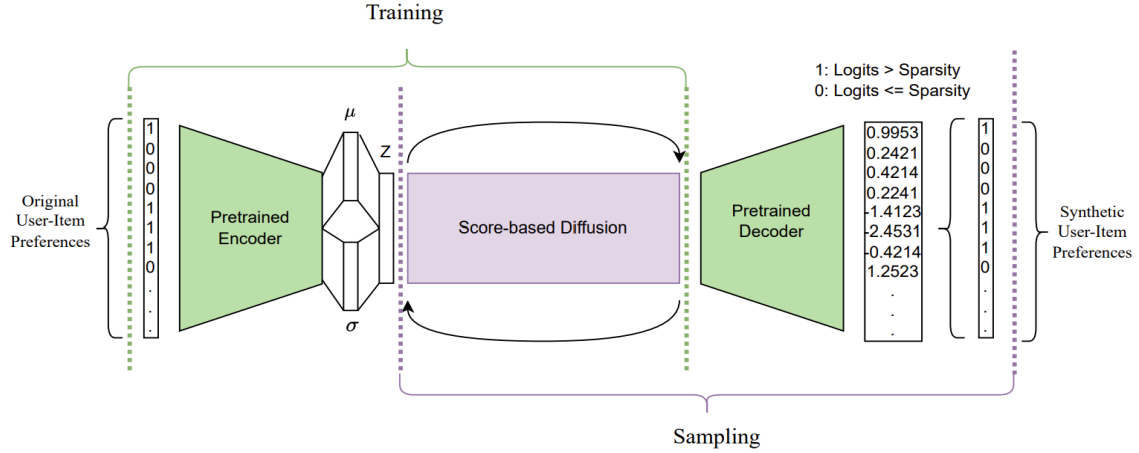 Training
1: Logits > Sparsity
0: Logits <= Sparsity
Original
User-Item
Preferences
1
0
0
0
1
1
1
0
.
.
.
Pretrained
Encoder
μ
σ
Z
Score-based Diffusion
Pretrained
Decoder
0.9953
0.2421
0.4214
0.2241
-1.4123
-2.4531
-0.4214
1.2523
.
.
.
1
0
0
0
1
1
1
0
.
.
.
Synthetic
User-Item
Preferences
Sampling